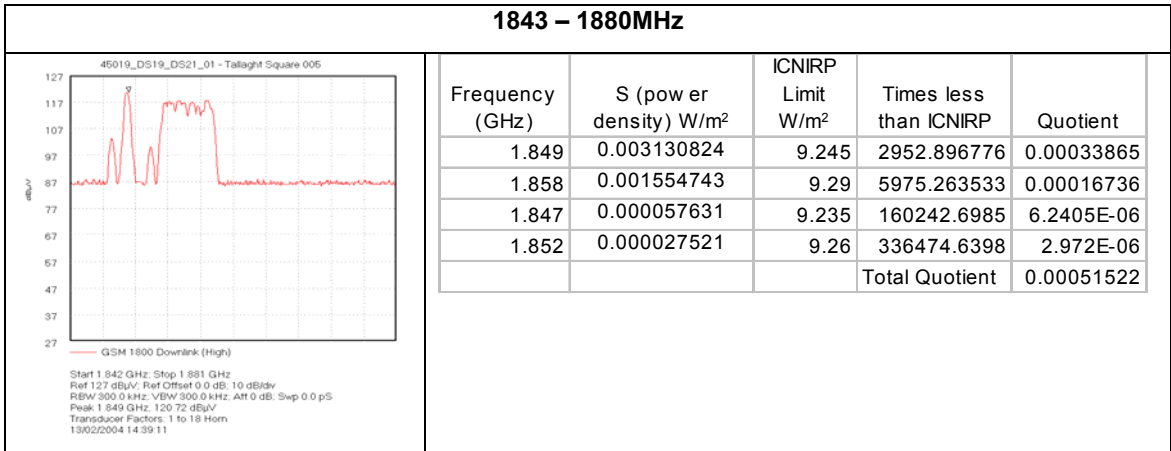 1843 – 1880MHz
45019_DS19_DS21_01 - Tallaght Square 005
127
117
107
97
87
77
67
57
47
37
27
dBµV
GSM 1800 Downlink (High)
Start 1.842 GHz; Stop 1.881 GHz
Ref 127 dBµV; Ref Offset 0.0 dB; 10 dB/div
RBW 300.0 kHz; VBW 300.0 kHz; Att 0 dB; Swp 0.0 pS
Peak 1.849 GHz, 120.72 dBµV
Transducer Factors: 1 to 18 Horn
13/02/2004 14:39:11
Frequency (GHz) S (pow er density) W/m² ICNIRP Limit W/m² Times less than ICNIRP Quotient
1.849 0.003130824 9.245 2952.896776 0.00033865
1.858 0.001554743 9.29 5975.263533 0.00016736
1.847 0.000057631 9.235 160242.6985 6.2405E-06
1.852 0.000027521 9.26 336474.6398 2.972E-06
Total Quotient 0.00051522